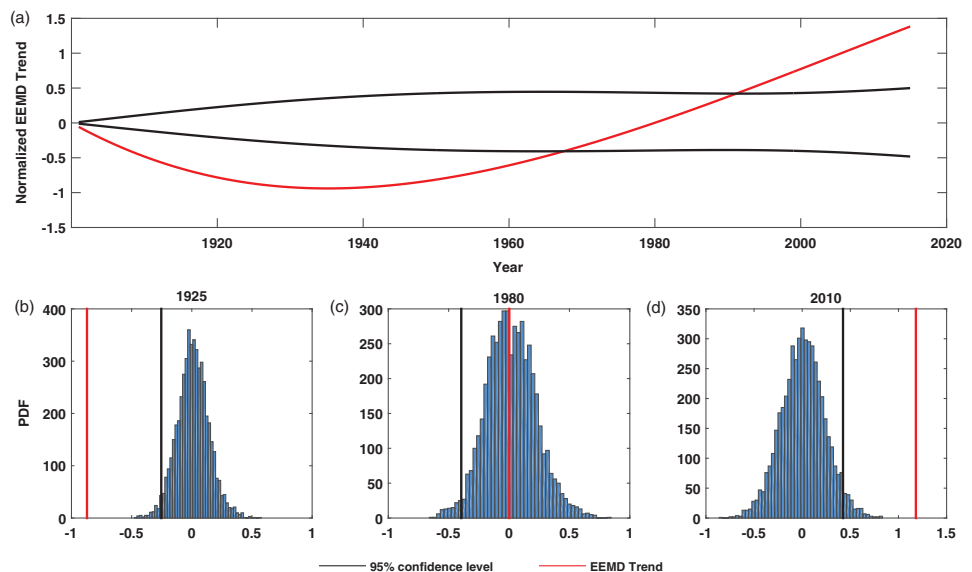 (a)
1.5
1
0.5
0
-0.5
-1
-1.5
Normalized EEMD Trend
1920 1940 1960 1980 2000 2020
Year
(b) 1925
400
300
200
100
0
PDF
-1 -0.5 0 0.5 1
(c) 1980
300
250
200
150
100
50
0
-1 -0.5 0 0.5 1
(d) 2010
350
300
250
200
150
100
50
0
-1 -0.5 0 0.5 1 1.5
95% confidence level EEMD Trend